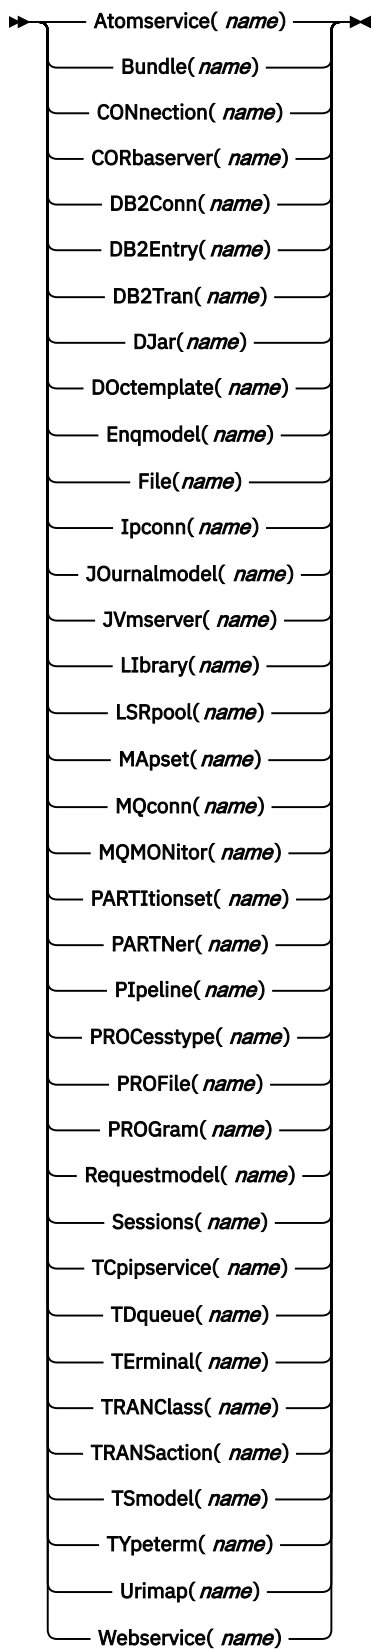 Atomservice( name)
Bundle(name)
CONnection( name)
CORbaserver( name)
DB2Conn( name)
DB2Entry( name)
DB2Tran( name)
DJar(name)
DOctemplate( name)
Enqmodel( name)
File(name)
Ipconn( name)
JOurnalmodel( name)
JVmserver( name)
LIbrary( name)
LSRpool( name)
MApset( name)
MQconn( name)
MQMONitor( name)
PARTItionset( name)
PARTNer( name)
PIpeline( name)
PROCesstype( name)
PROFile( name)
PROGram( name)
Requestmodel( name)
Sessions( name)
TCpipservice( name)
TDqueue( name)
TErminal( name)
TRANClass( name)
TRANSaction( name)
TSmodel( name)
TYpeterm( name)
Urimap( name)
Webservice( name)